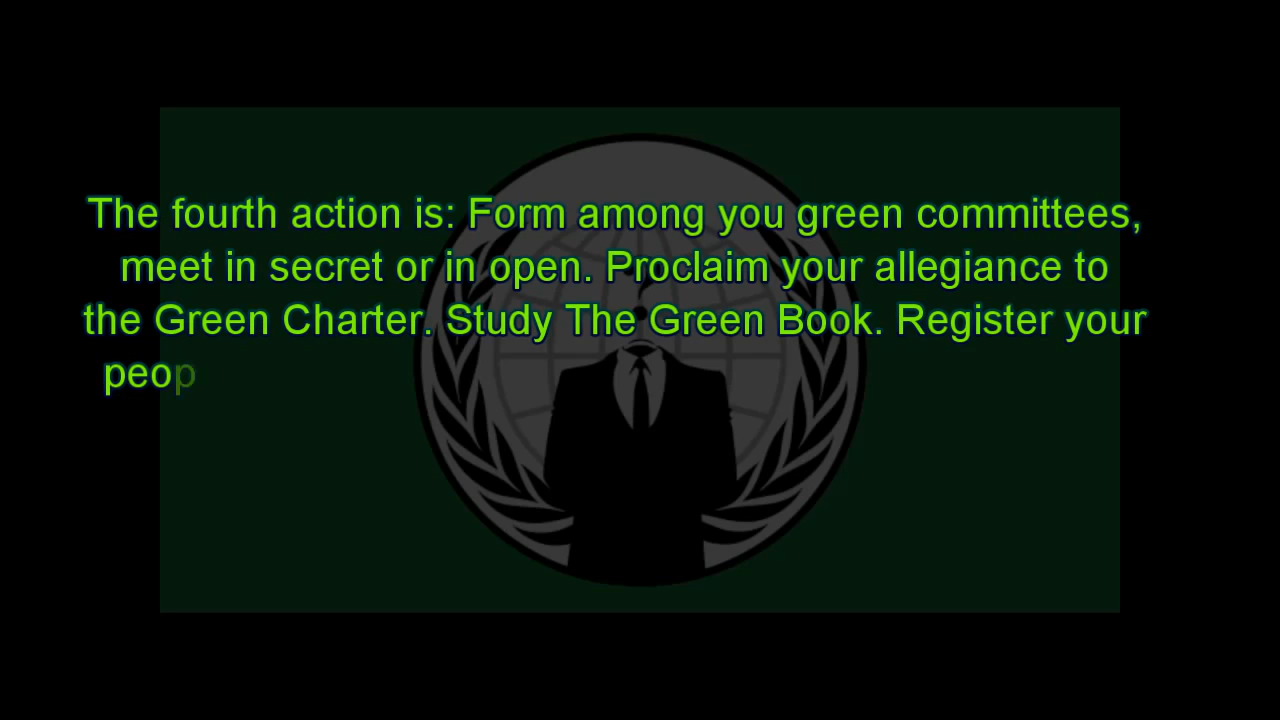 The fourth action is: Form among you green committees,
meet in secret or in open. Proclaim your allegiance to
the Green Charter. Study The Green Book. Register your
peop